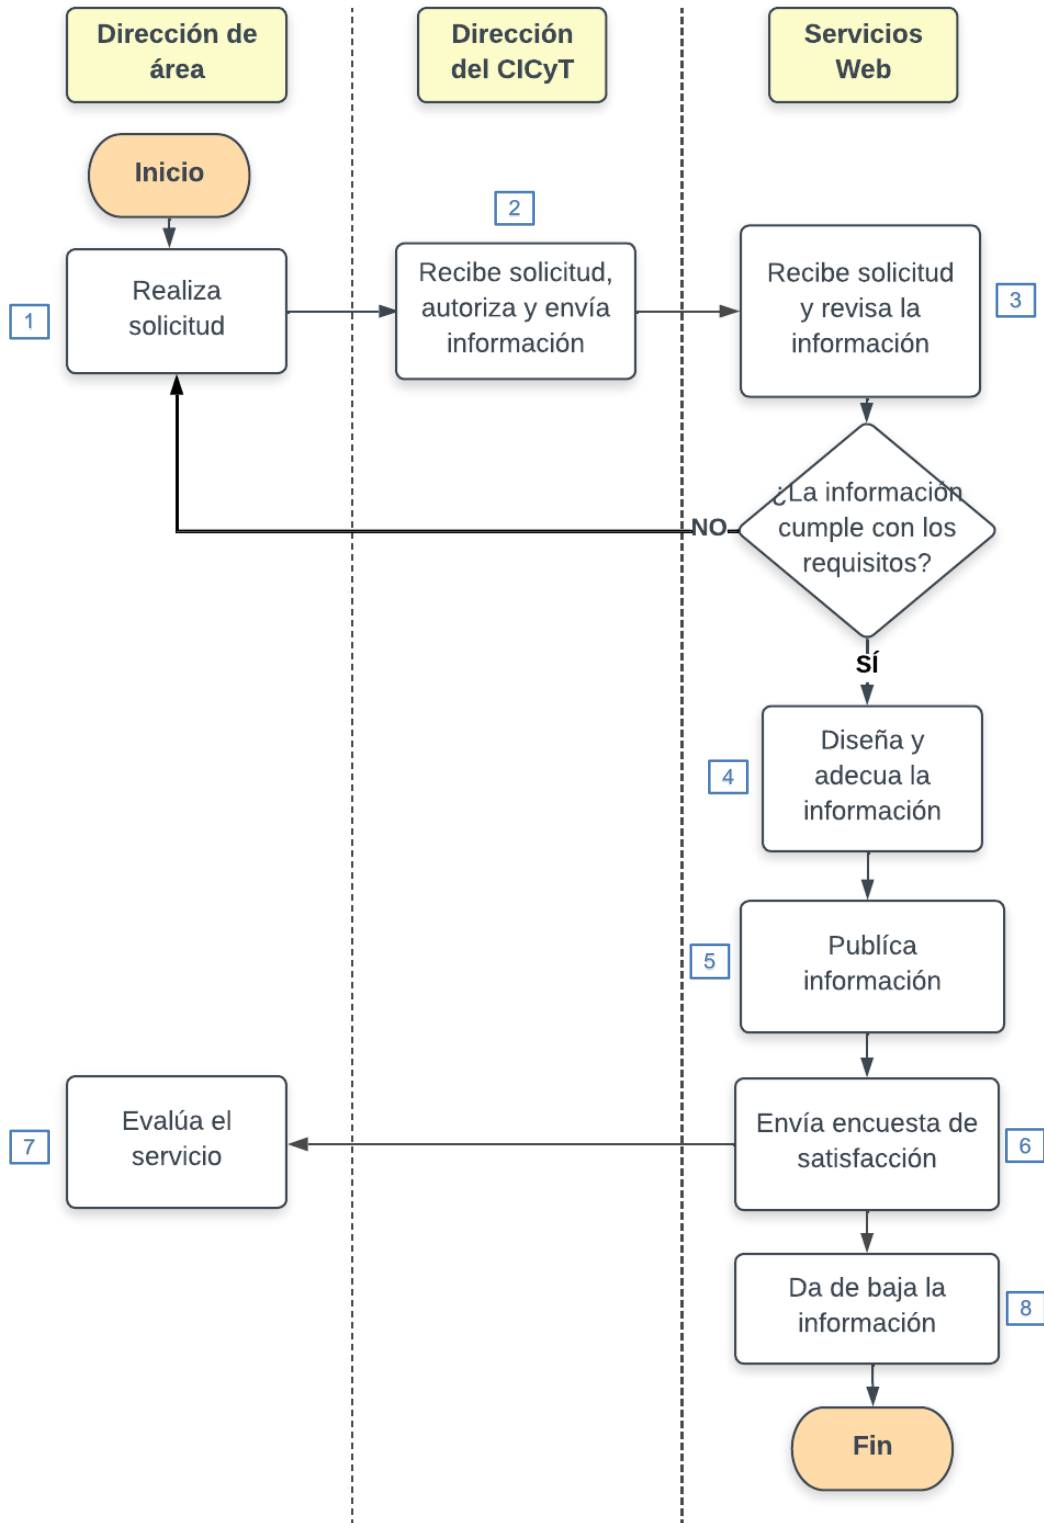 Dirección de
área
Dirección
del CICyT
Servicios
Web
Inicio
1
Realiza
solicitud
2
Recibe solicitud,
autoriza y envía
información
Recibe solicitud
y revisa la
información
3
¿La información
cumple con los
requisitos?
NO
SÍ
4
Diseña y
adecua la
información
5
Publíca
información
Envía encuesta de
satisfacción
6
7
Evalúa el
servicio
Da de baja la
información
8
Fin